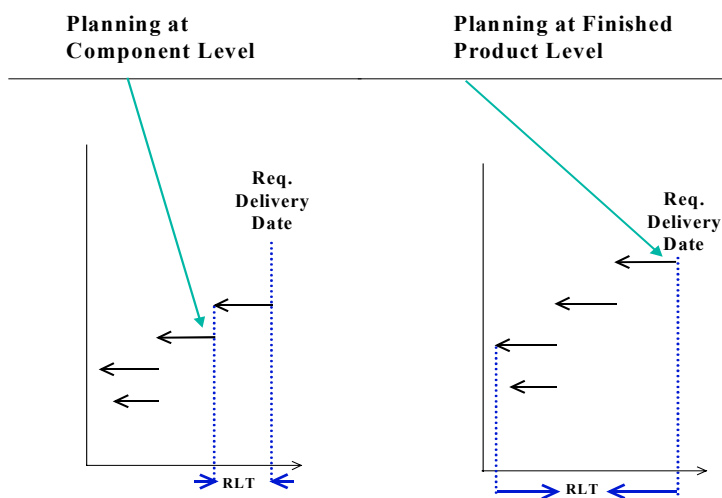 Planning at
Component Level
Planning at Finished
Product Level
Req.
Delivery
Date
Req.
Delivery
Date
RLT
RLT